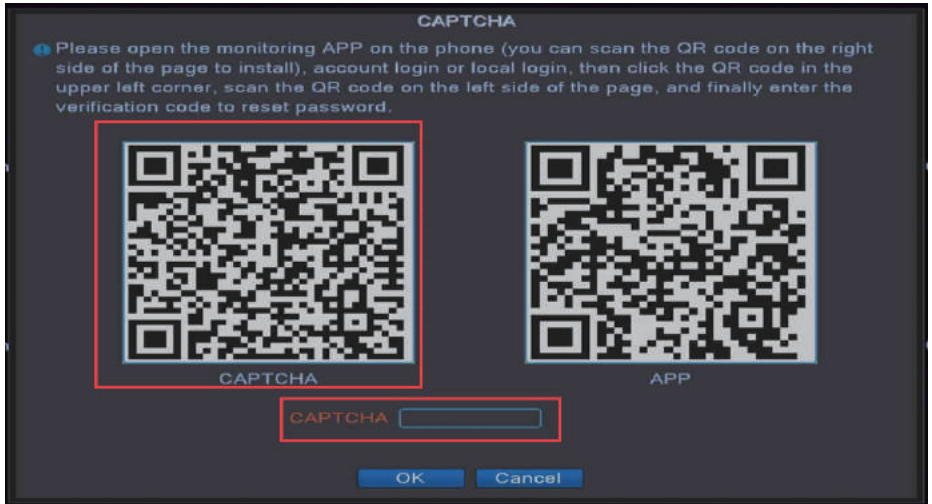 CAPTCHA
Please open the monitoring APP on the phone (you can scan the QR code on the right
side of the page to install), account login or local login, then click the QR code in the
upper left corner, scan the QR code on the left side of the page, and finally enter the
verification code to reset password.
CAPTCHA
APP
CAPTCHA
OK
Cancel